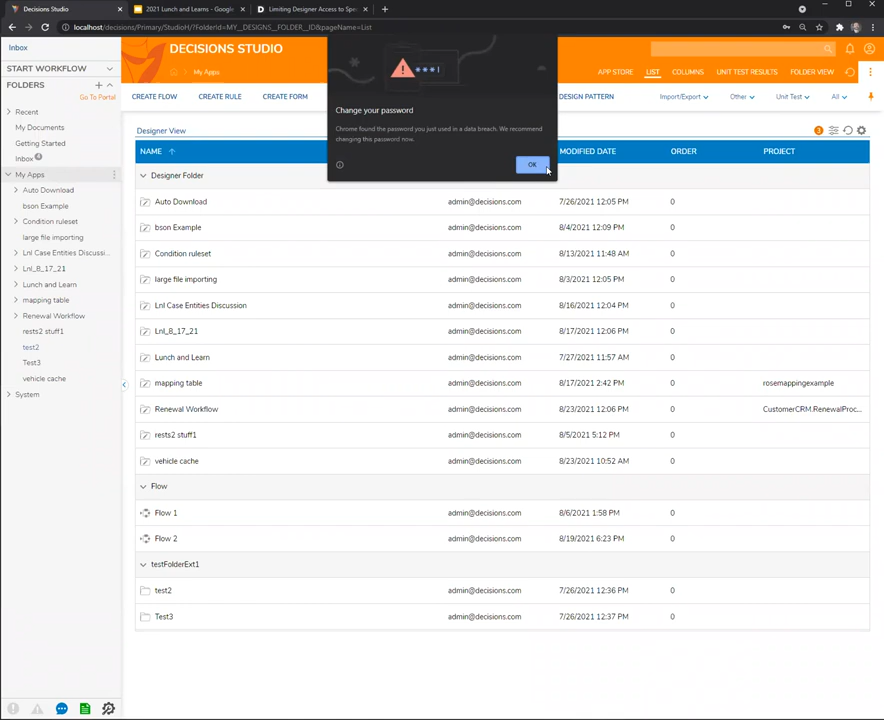 Decisions Studio
2021 Lunch and Learns - Google
Limiting Designer Access to Spe
localhost/decisions/Primary/StudioH/?FolderId=MY__DESIGNS__FOLDER__ID&pageName=List
Inbox
DECISIONS STUDIO
START WORKFLOW
My Apps
APP STORE
LIST
COLUMNS
UNIT TEST RESULTS
FOLDER VIEW
FOLDERS
Go To Portal
CREATE FLOW
CREATE RULE
CREATE FORM
DESIGN PATTERN
Import/Export
Other
Unit Test
All
Change your password
Chrome found the password you just used in a data breach. We recommend
changing this password now.
OK
Recent
My Documents
Getting Started
Inbox 4
My Apps
Auto Download
bson Example
Condition ruleset
large file importing
LnI Case Entities Discussi...
LnI_8_17_21
Lunch and Learn
mapping table
Renewal Workflow
rests2 stuff1
test2
Test3
vehicle cache
System
Designer View
3
NAME
MODIFIED DATE
ORDER
PROJECT
Designer Folder
Auto Download admin@decisions.com 7/26/2021 12:05 PM 0
bson Example admin@decisions.com 8/4/2021 12:09 PM 0
Condition ruleset admin@decisions.com 8/13/2021 11:48 AM 0
large file importing admin@decisions.com 8/3/2021 12:05 PM 0
LnI Case Entities Discussion admin@decisions.com 8/16/2021 12:04 PM 0
LnI_8_17_21 admin@decisions.com 8/17/2021 12:06 PM 0
Lunch and Learn admin@decisions.com 7/27/2021 11:57 AM 0
mapping table admin@decisions.com 8/17/2021 2:42 PM 0 rosemappingexample
Renewal Workflow admin@decisions.com 8/23/2021 12:06 PM 0 CustomerCRM.RenewalProc...
rests2 stuff1 admin@decisions.com 8/5/2021 5:12 PM 0
vehicle cache admin@decisions.com 8/23/2021 10:52 AM 0
Flow
Flow 1 admin@decisions.com 8/6/2021 1:58 PM 0
Flow 2 admin@decisions.com 8/19/2021 6:23 PM 0
testFolderExt1
test2 admin@decisions.com 7/26/2021 12:36 PM 0
Test3 admin@decisions.com 7/26/2021 12:37 PM 0